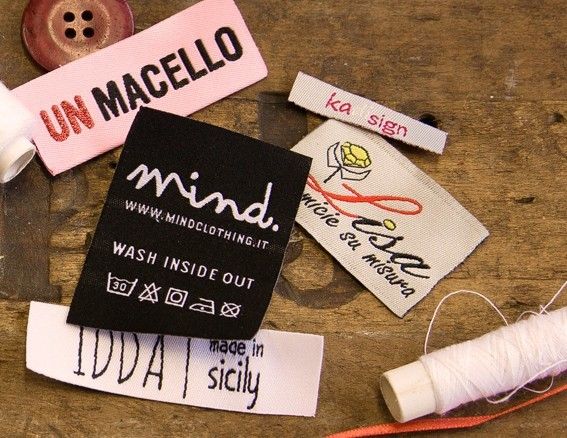 UN MACELLO
ka sign
mind.
WWW.MINDCLOTHING.IT
WASH INSIDE OUT
30
Lisa
micie su misura
IDDA | made in
sicily